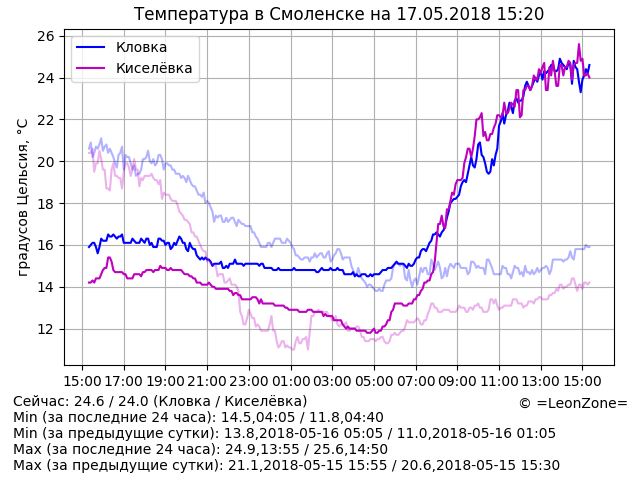 Температура в Смоленске на 17.05.2018 15:20
Кловка
Киселёвка
градусов Цельсия, °C
26
24
22
20
18
16
14
12
15:00 17:00 19:00 21:00 23:00 01:00 03:00 05:00 07:00 09:00 11:00 13:00 15:00
Сейчас: 24.6 / 24.0 (Кловка / Киселёвка)
© =LeonZone=
Min (за последние 24 часа): 14.5,04:05 / 11.8,04:40
Min (за предыдущие сутки): 13.8,2018-05-16 05:05 / 11.0,2018-05-16 01:05
Max (за последние 24 часа): 24.9,13:55 / 25.6,14:50
Max (за предыдущие сутки): 21.1,2018-05-15 15:55 / 20.6,2018-05-15 15:30